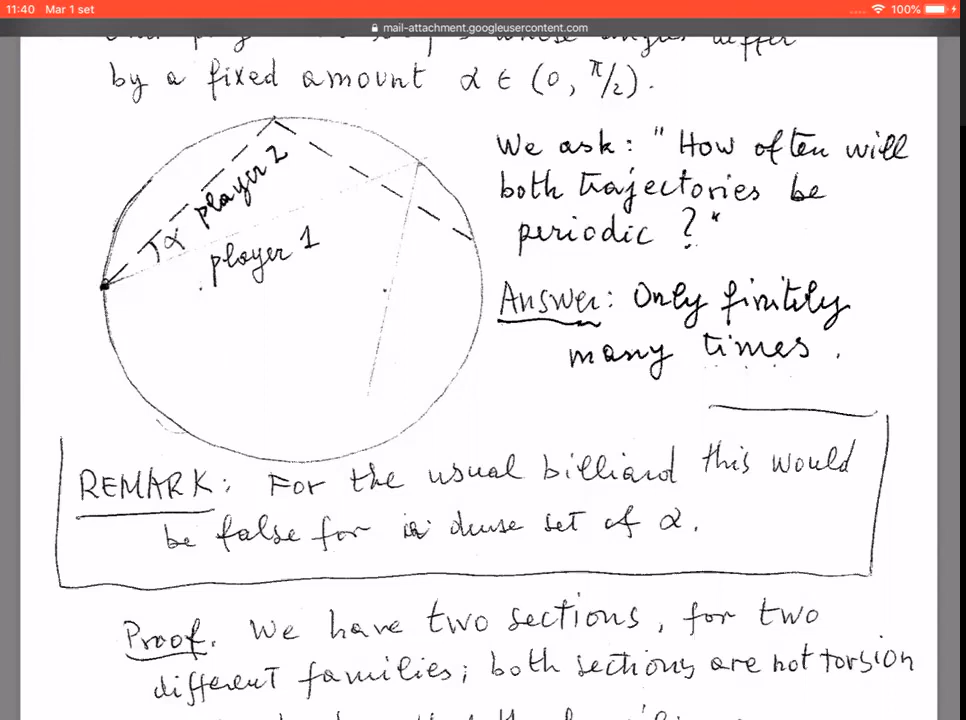 11:40 Mar 1 set
100%
mail-attachment.googleusercontent.com
by a fixed amount α ∈ (0, π/2).
We ask: "How often will
both trajectories be
periodic ?"
player 2
α
player 1
Answer: Only finitely
many times.
REMARK: For the usual billiard this would
be false for a dense set of α.
Proof. We have two sections, for two
different families; both sections are not torsion